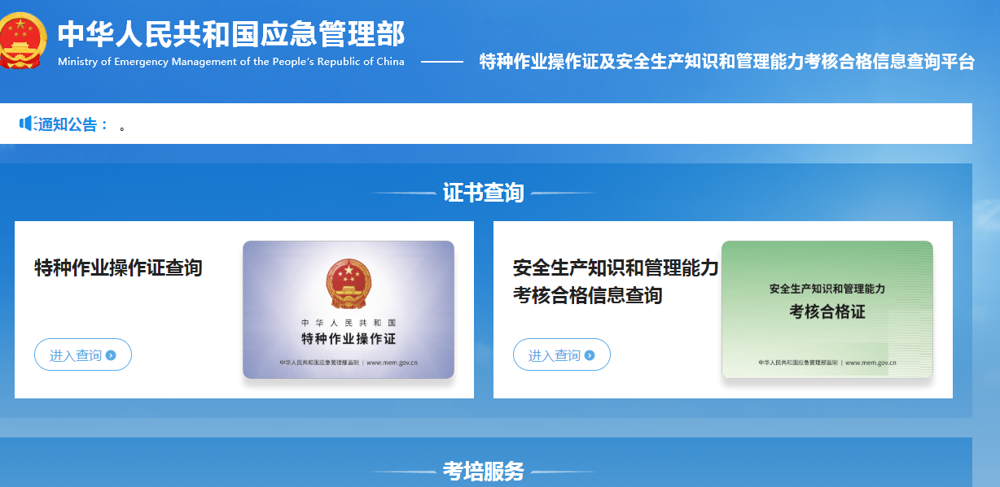 中华人民共和国应急管理部
Ministry of Emergency Management of the People's Republic of China
特种作业操作证及安全生产知识和管理能力考核合格信息查询平台
通知公告： 。
证书查询
特种作业操作证查询
进入查询
中华人民共和国
特种作业操作证
中华人民共和国应急管理部监制 | www.mem.gov.cn
安全生产知识和管理能力
考核合格信息查询
进入查询
安全生产知识和管理能力
考核合格证
中华人民共和国应急管理部监制 | www.mem.gov.cn
考培服务